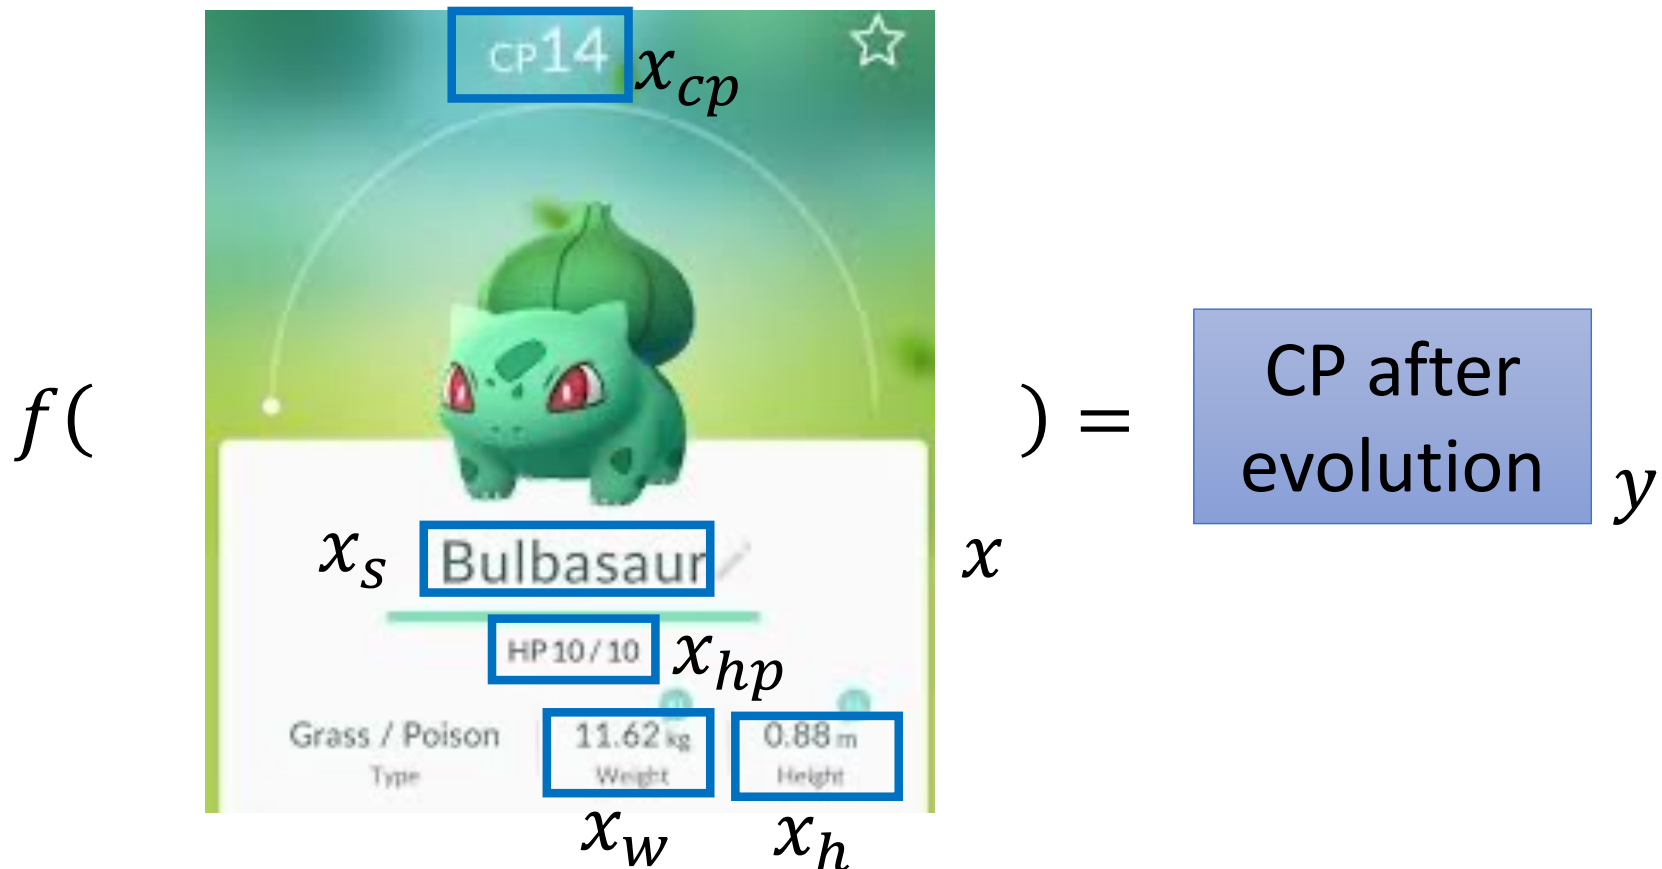 CP14
x_cp
f(
) =
CP after
evolution
y
x_s
Bulbasaur
x
HP 10 / 10
x_hp
Grass / Poison
11.62 kg
0.88 m
Type
Weight
Height
x_w
x_h